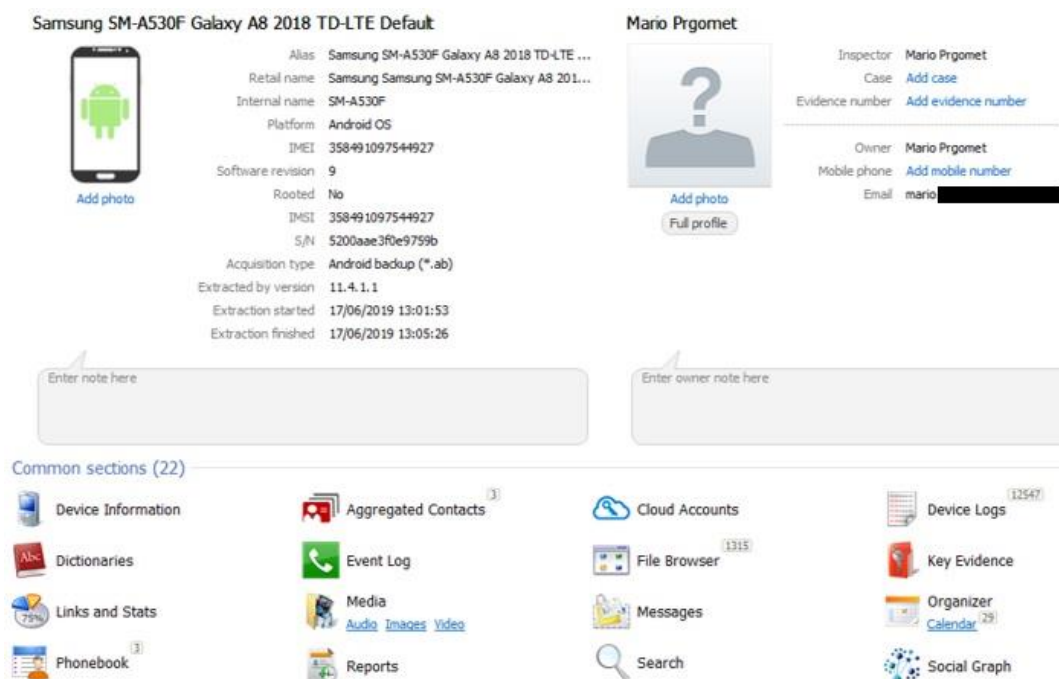 Samsung SM-A530F Galaxy A8 2018 TD-LTE Default
Alias Samsung SM-A530F Galaxy A8 2018 TD-LTE ...
Retail name Samsung Samsung SM-A530F Galaxy A8 201...
Internal name SM-A530F
Platform Android OS
IMEI 358491097544927
Software revision 9
Rooted No
IMSI 358491097544927
S/N 5200aae3f0e9759b
Acquisition type Android backup (*.ab)
Extracted by version 11.4.1.1
Extraction started 17/06/2019 13:01:53
Extraction finished 17/06/2019 13:05:26
Add photo
Enter note here
Mario Prgomet
Add photo
Full profile
Inspector Mario Prgomet
Case Add case
Evidence number Add evidence number
Owner Mario Prgomet
Mobile phone Add mobile number
Email mario
Enter owner note here
Common sections (22)
Device Information
Aggregated Contacts 3
Cloud Accounts
Device Logs 12547
Abc Dictionaries
Event Log
File Browser 1315
Key Evidence
75% Links and Stats
Media
Audio Images Video
Messages
Organizer
Calendar 29
Phonebook 3
Reports
Search
Social Graph